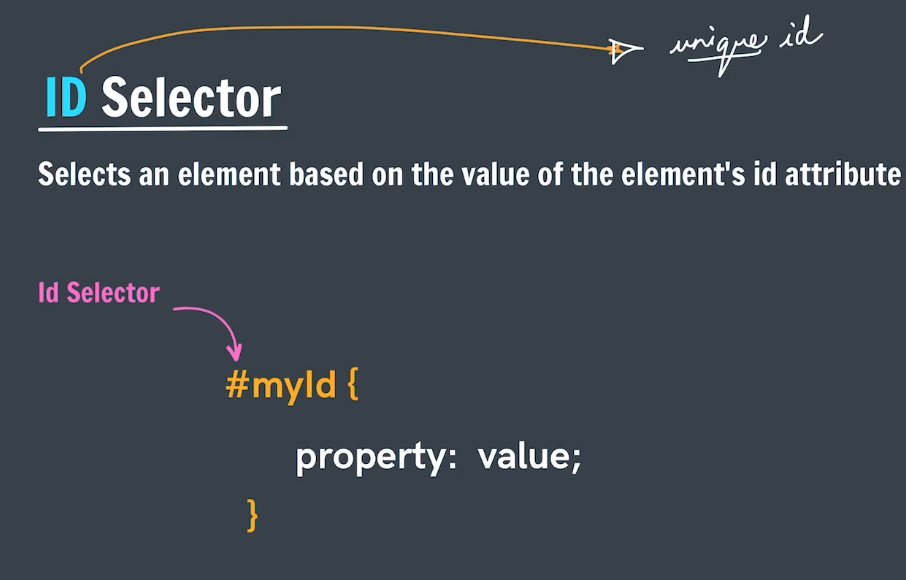 unique id
ID Selector
Selects an element based on the value of the element's id attribute
Id Selector
#myId {
property: value;
}